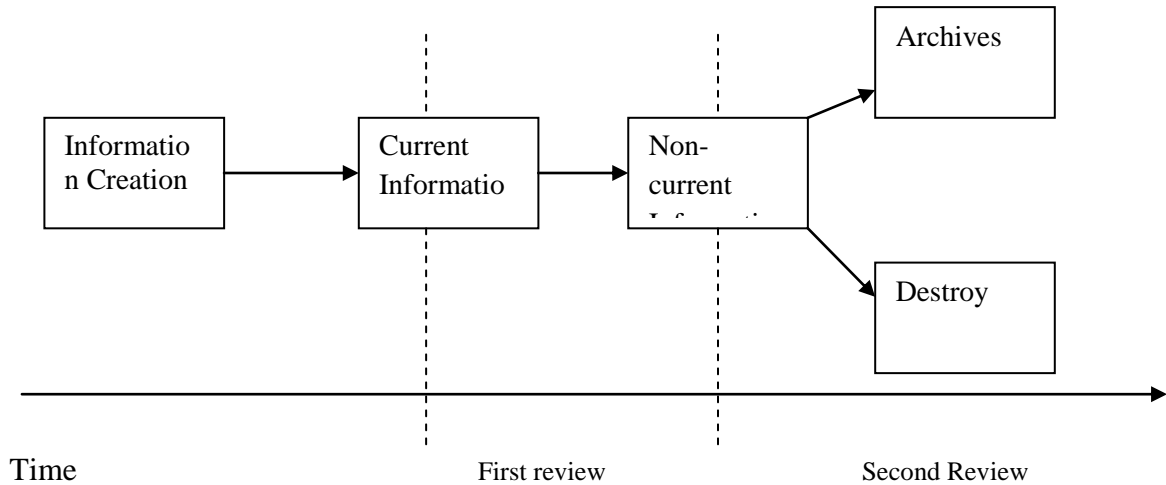 Archives
Informatio
n Creation
Current
Informatio
Non-
current
Destroy
Time
First review
Second Review